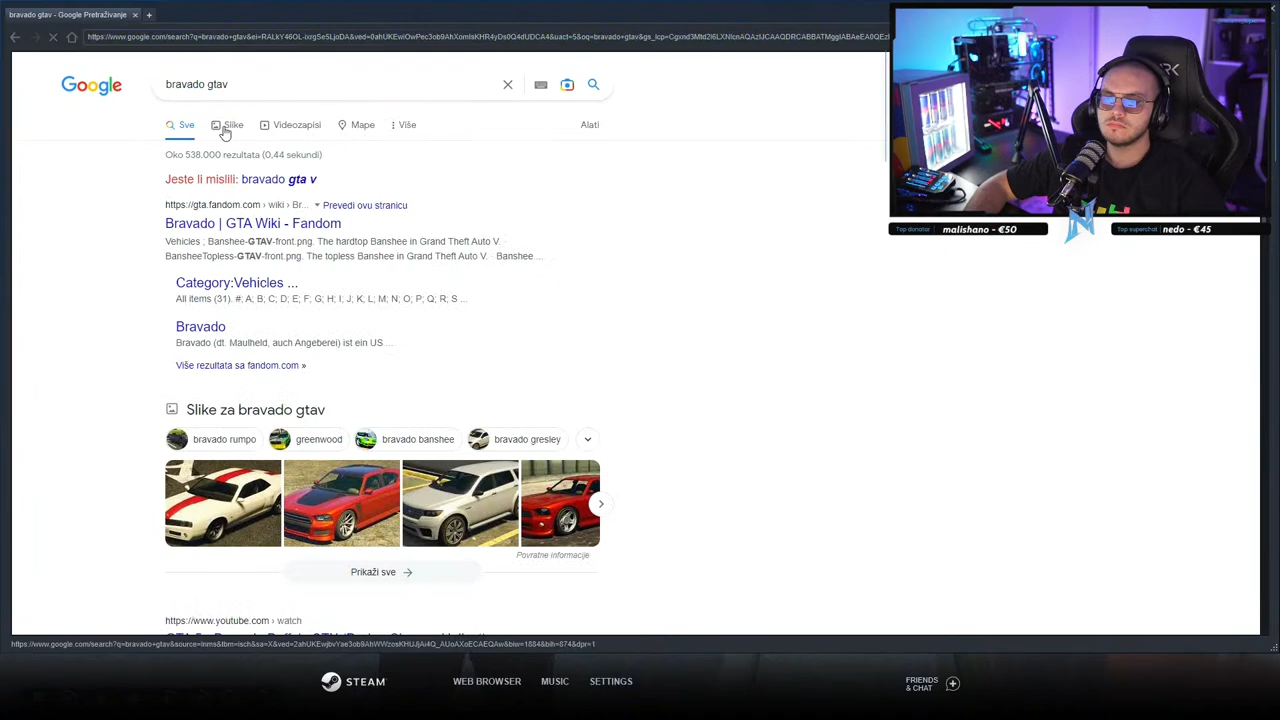 bravado gtav - Google Pretraživanje
Google
bravado gtav
Sve
Slike
Videozapisi
Mape
Više
Alati
Oko 538.000 rezultata (0,44 sekundi)
Jeste li mislili: bravado gta v
https://gta.fandom.com › wiki › Br... Prevedi ovu stranicu
Bravado | GTA Wiki - Fandom
Vehicles ; Banshee-GTAV-front.png. The hardtop Banshee in Grand Theft Auto V. ·
BansheeTopless-GTAV-front.png. The topless Banshee in Grand Theft Auto V. · Banshee ...
Category:Vehicles ...
All items (31). #; A; B; C; D; E; F; G; H; I; J; K; L; M; N; O; P; Q; R; S ...
Bravado
Bravado (dt. Maulheld, auch Angeberei) ist ein US ...
Više rezultata sa fandom.com »
Slike za bravado gtav
bravado rumpo
greenwood
bravado banshee
bravado gresley
Povratne informacije
Prikaži sve
https://www.youtube.com › watch
Top donator malishano - €50
Top superchat nedo - €45
STEAM
WEB BROWSER
MUSIC
SETTINGS
FRIENDS
& CHAT